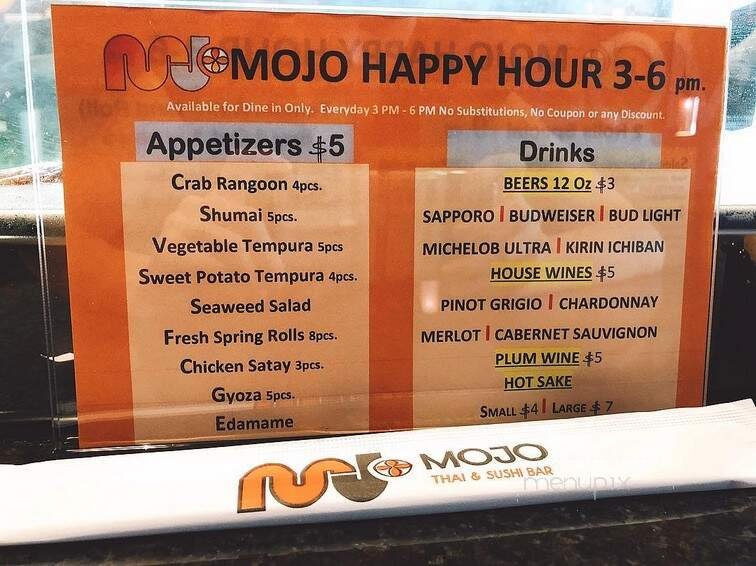 MOJO MOJO HAPPY HOUR 3-6 pm.
Available for Dine in Only. Everyday 3 PM - 6 PM No Substitutions, No Coupon or any Discount.
Appetizers $5
Crab Rangoon 4pcs.
Shumai 5pcs.
Vegetable Tempura 5pcs
Sweet Potato Tempura 4pcs.
Seaweed Salad
Fresh Spring Rolls 8pcs.
Chicken Satay 3pcs.
Gyoza 5pcs.
Edamame
Drinks
BEERS 12 Oz $3
SAPPORO | BUDWEISER | BUD LIGHT
MICHELOB ULTRA | KIRIN ICHIBAN
HOUSE WINES $5
PINOT GRIGIO | CHARDONNAY
MERLOT | CABERNET SAUVIGNON
PLUM WINE $5
HOT SAKE
SMALL $4 | LARGE $ 7
MOJO MOJO
THAI & SUSHI BAR
menupix